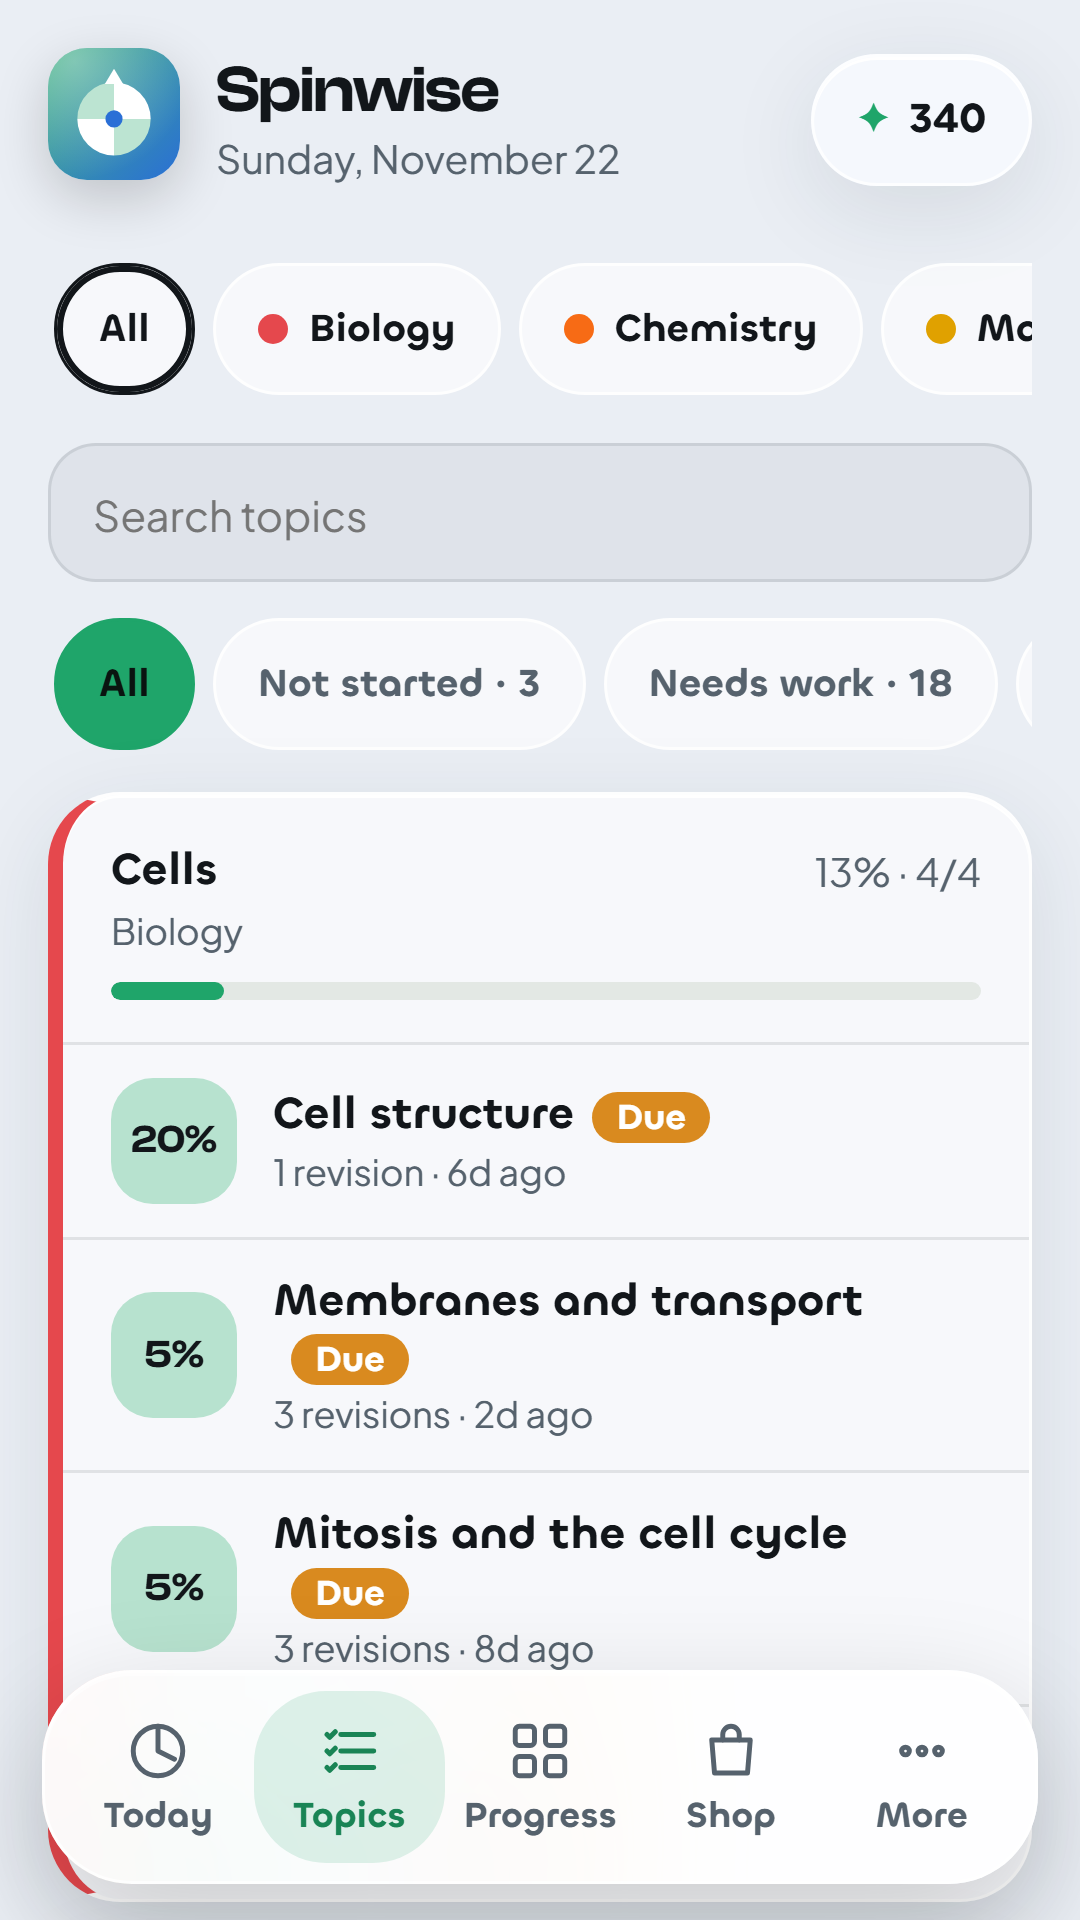 Spinwise
Sunday, November 22
340
All
Biology
Chemistry
Search topics
All
Not started · 3
Needs work · 18
Cells
13% · 4/4
Biology
20%
Cell structure Due
1 revision · 6d ago
5%
Membranes and transport
Due
3 revisions · 2d ago
5%
Mitosis and the cell cycle
Due
3 revisions · 8d ago
Today
Topics
Progress
Shop
More